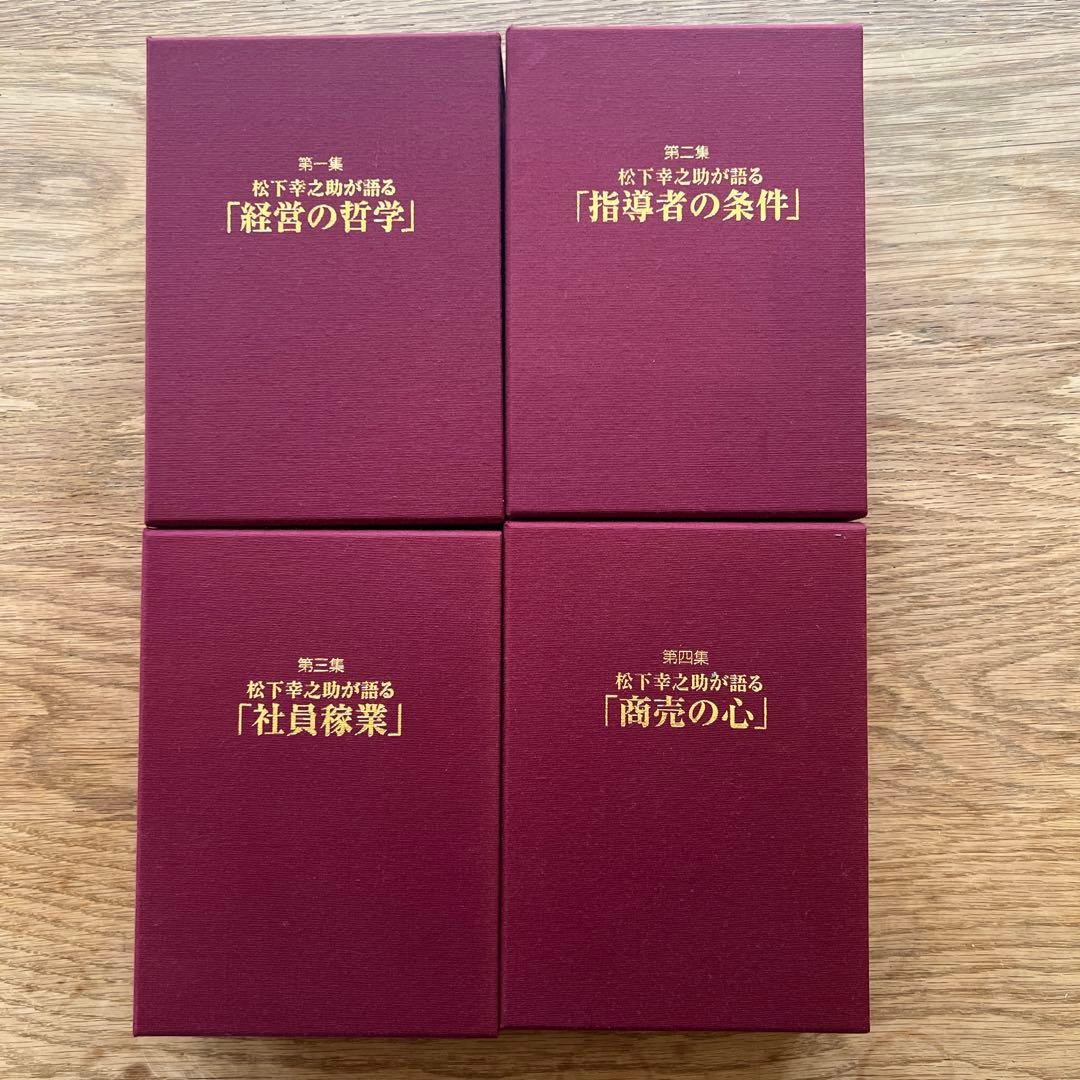 第一集
松下幸之助が語る
「経営の哲学」
第二集
松下幸之助が語る
「指導者の条件」
第三集
松下幸之助が語る
「社員稼業」
第四集
松下幸之助が語る
「商売の心」